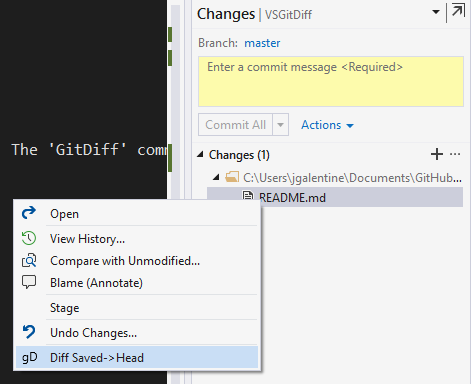 Changes | VSGitDiff
Branch: master
Enter a commit message <Required>
Commit All Actions
The 'GitDiff' com
Changes (1)
C:\Users\jgalentine\Documents\GitHub...
README.md
Open
View History...
Compare with Unmodified...
Blame (Annotate)
Stage
Undo Changes...
gD Diff Saved->Head